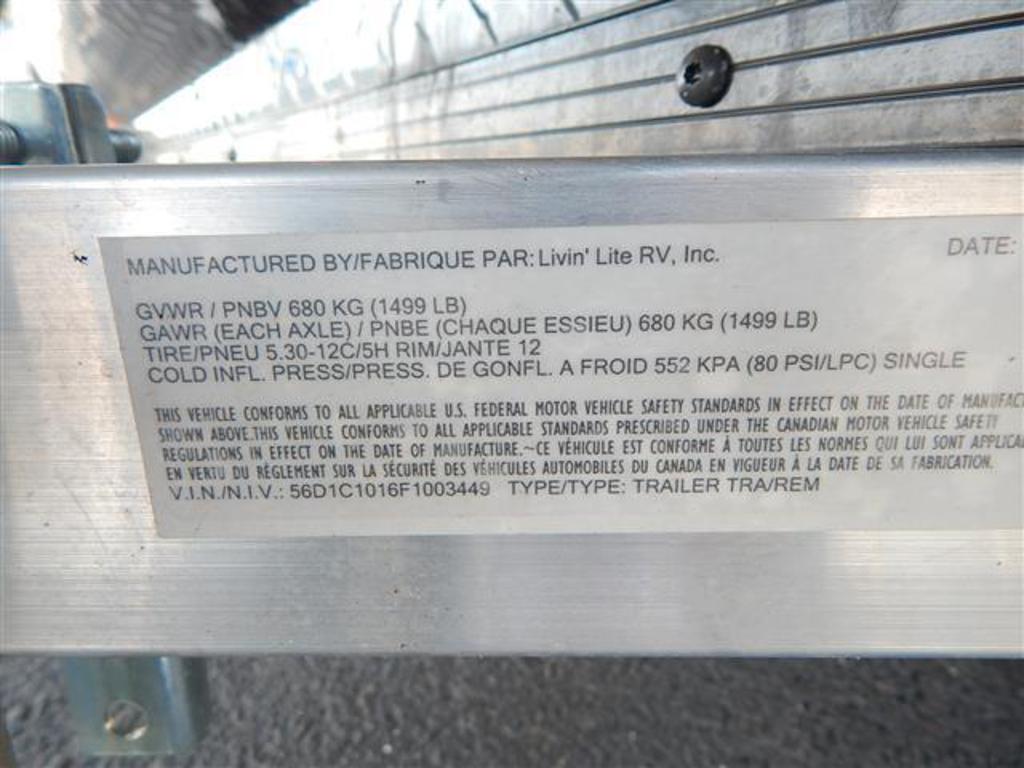 MANUFACTURED BY/FABRIQUE PAR: Livin' Lite RV, Inc. DATE:
GVWR / PNBV 680 KG (1499 LB)
GAWR (EACH AXLE) / PNBE (CHAQUE ESSIEU) 680 KG (1499 LB)
TIRE/PNEU 5.30-12C/5H RIM/JANTE 12
COLD INFL. PRESS/PRESS. DE GONFL. A FROID 552 KPA (80 PSI/LPC) SINGLE
THIS VEHICLE CONFORMS TO ALL APPLICABLE U.S. FEDERAL MOTOR VEHICLE SAFETY STANDARDS IN EFFECT ON THE DATE OF MANUFACT
SHOWN ABOVE.THIS VEHICLE CONFORMS TO ALL APPLICABLE STANDARDS PRESCRIBED UNDER THE CANADIAN MOTOR VEHICLE SAFETY
REGULATIONS IN EFFECT ON THE DATE OF MANUFACTURE.~CE VÉHICULE EST CONFORME À TOUTES LES NORMES QUI LUI SONT APPLICA
EN VERTU DU RÉGLEMENT SUR LA SÉCURITÉ DES VÉHICULES AUTOMOBILES DU CANADA EN VIGUEUR À LA DATE DE SA FABRICATION.
V.I.N./N.I.V.: 56D1C1016F1003449 TYPE/TYPE: TRAILER TRA/REM